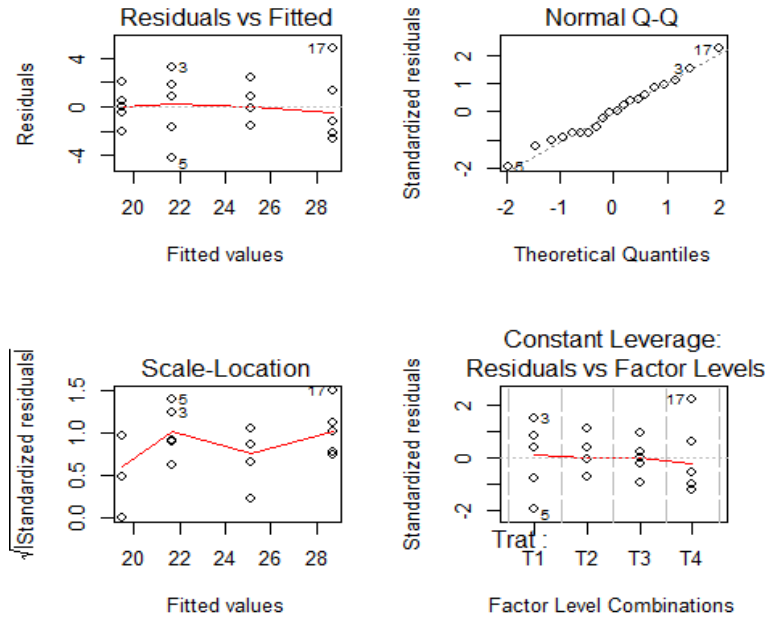 Residuals vs Fitted
Residuals
4
0
-4
3
17
5
20 22 24 26 28
Fitted values
Normal Q-Q
Standardized residuals
2
1
0
-2
17
3
5
-2 -1 0 1 2
Theoretical Quantiles
Scale-Location
√|Standardized residuals|
1.5
1.0
0.5
0.0
5
3
17
20 22 24 26 28
Fitted values
Constant Leverage:
Residuals vs Factor Levels
Standardized residuals
2
0
-2
3
17
5
Trat :
T1 T2 T3 T4
Factor Level Combinations